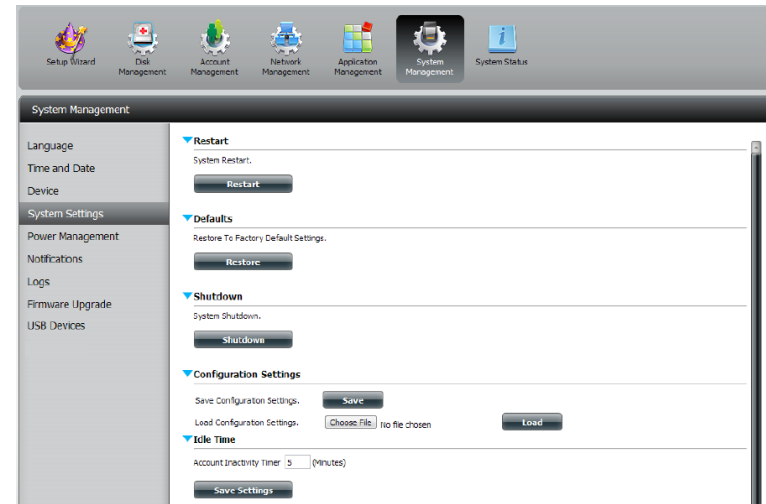 Setup Wizard
Disk Management
Account Management
Network Management
Application Management
System Management
System Status
System Management
Language
Time and Date
Device
System Settings
Power Management
Notifications
Logs
Firmware Upgrade
USB Devices
Restart
System Restart.
Restart
Defaults
Restore To Factory Default Settings.
Restore
Shutdown
System Shutdown.
Shutdown
Configuration Settings
Save Configuration Settings. Save
Load Configuration Settings. Choose File No file chosen Load
Idle Time
Account Inactivity Timer 5 (Minutes)
Save Settings